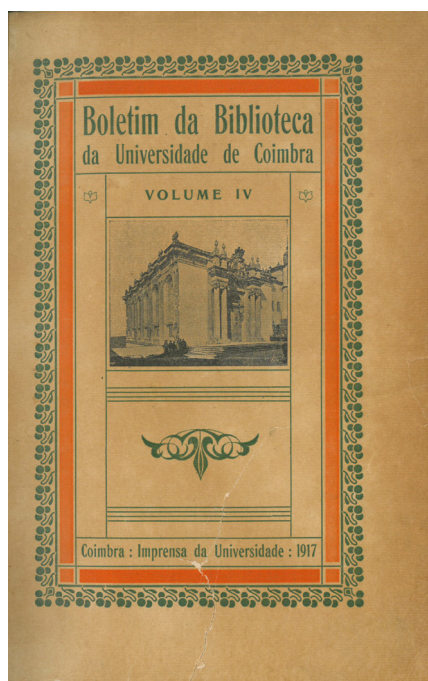 Boletim da Biblioteca
da Universidade de Coimbra
VOLUME IV
Coimbra : Imprensa da Universidade : 1917